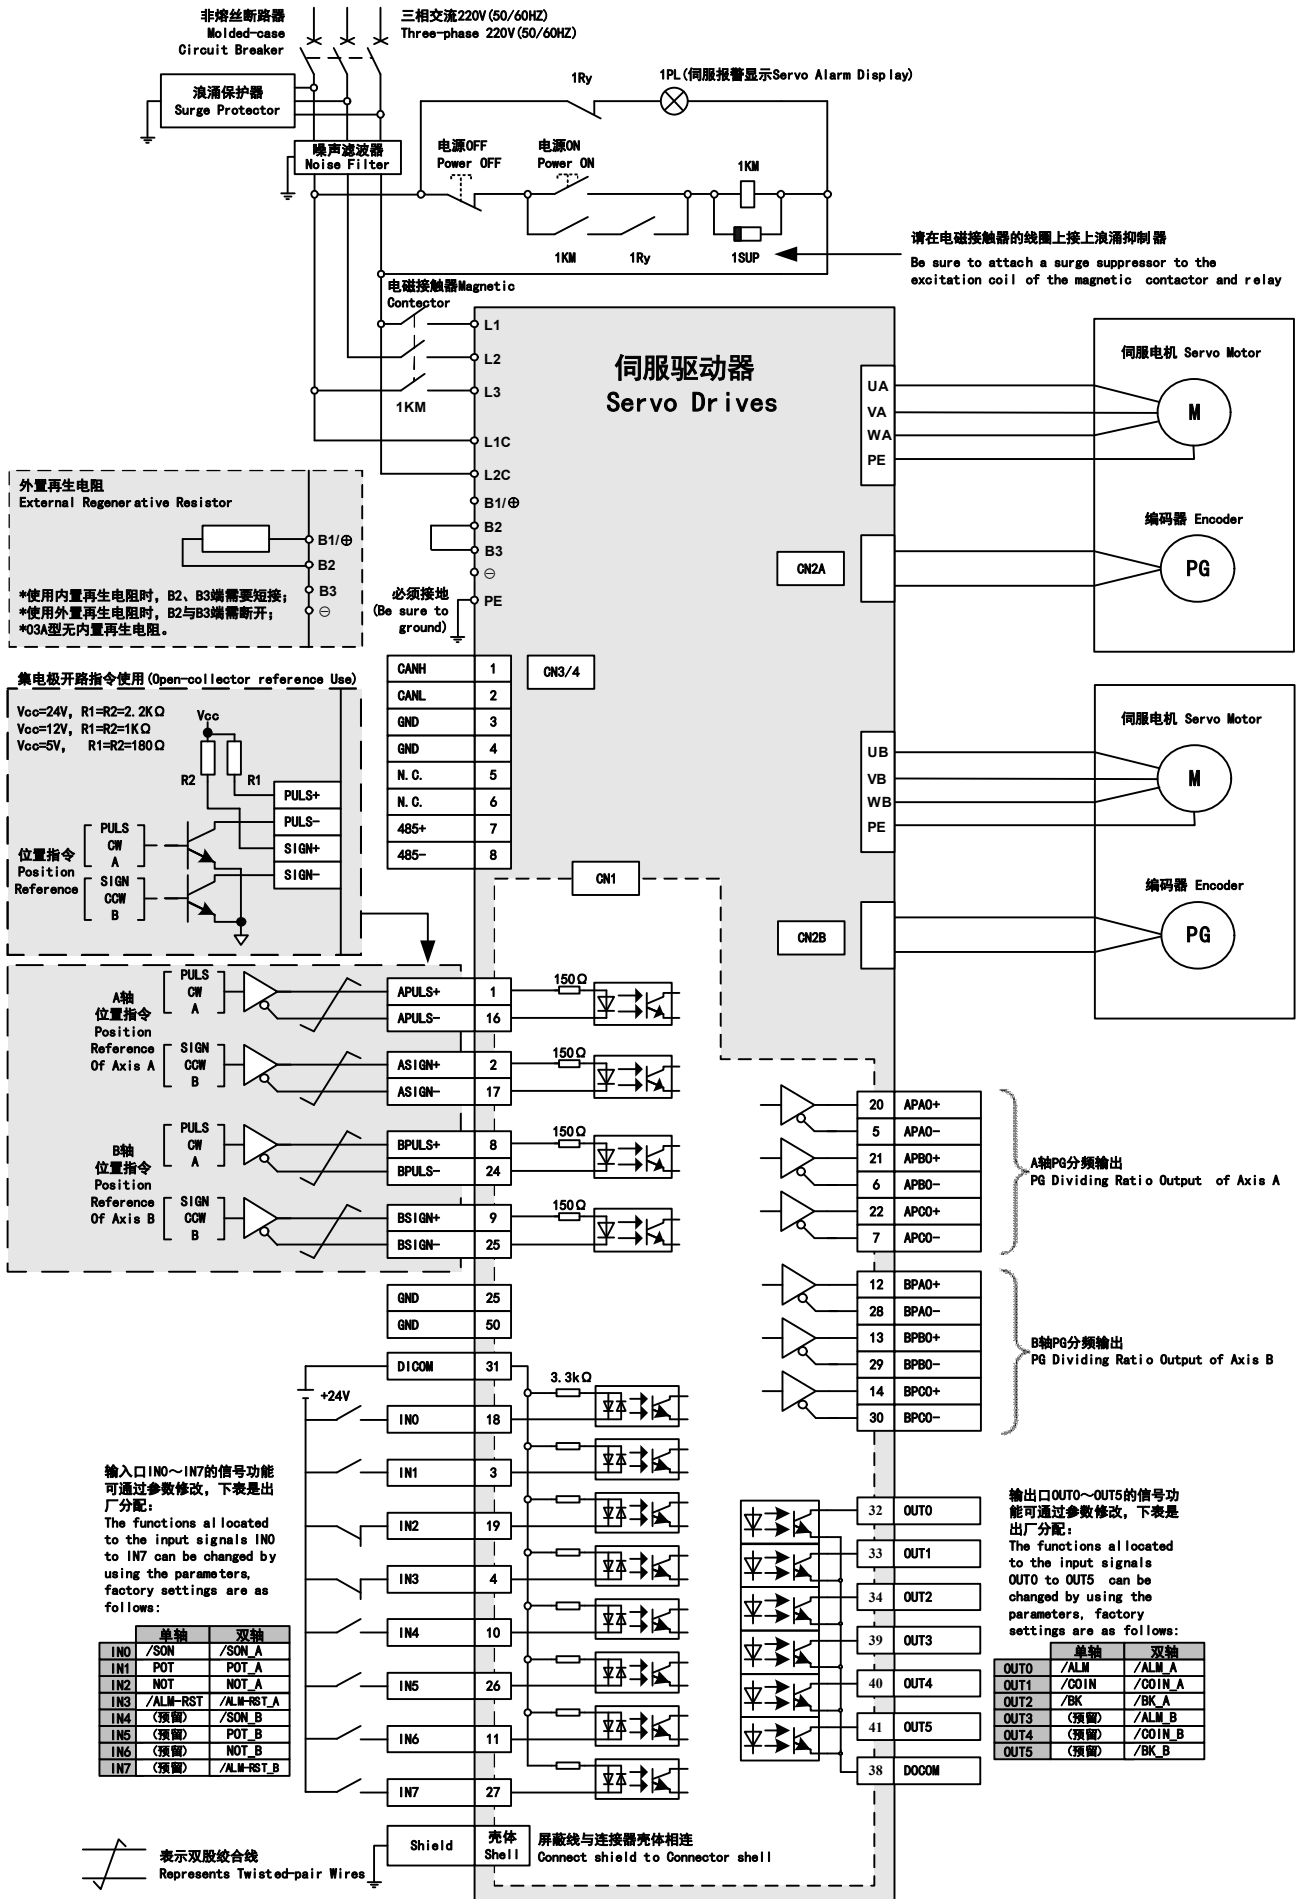 非熔丝断路器
Molded-case
Circuit Breaker
三相交流220V(50/60HZ)
Three-phase 220V(50/60HZ)
浪涌保护器
Surge Protector
噪声滤波器
Noise Filter
1Ry
1PL(伺服报警显示Servo Alarm Display)
电源OFF
Power OFF
电源ON
Power ON
1KM
1KM
1Ry
1SUP
请在电磁接触器的线圈上接上浪涌抑制器
Be sure to attach a surge suppressor to the
excitation coil of the magnetic contactor and relay
电磁接触器Magnetic
Contector
1KM
L1
L2
L3
L1C
L2C
B1/⊕
B2
B3
⊖
PE
伺服驱动器
Servo Drives
必须接地
(Be sure to
ground)
外置再生电阻
External Regenerative Resistor
B1/⊕
B2
B3
⊖
*使用内置再生电阻时，B2、B3端需要短接；
*使用外置再生电阻时，B2与B3端需断开；
*03A型无内置再生电阻。
UA
VA
WA
PE
伺服电机 Servo Motor
M
编码器 Encoder
PG
CN2A
CANH 1
CANL 2
GND 3
GND 4
N.C. 5
N.C. 6
485+ 7
485- 8
CN3/4
集电极开路指令使用(Open-collector reference Use)
Vcc=24V, R1=R2=2.2KΩ
Vcc=12V, R1=R2=1KΩ
Vcc=5V, R1=R2=180Ω
Vcc
R2
R1
PULS+
PULS-
SIGN+
SIGN-
位置指令
Position
Reference
PULS
CW
A
SIGN
CCW
B
UB
VB
WB
PE
伺服电机 Servo Motor
M
编码器 Encoder
PG
CN2B
CN1
A轴
位置指令
Position
Reference
Of Axis A
PULS
CW
A
SIGN
CCW
B
APULS+ 1
APULS- 16
ASIGN+ 2
ASIGN- 17
150Ω
150Ω
B轴
位置指令
Position
Reference
Of Axis B
PULS
CW
A
SIGN
CCW
B
BPULS+ 8
BPULS- 24
BSIGN+ 9
BSIGN- 25
150Ω
150Ω
GND 25
GND 50
DICOM 31
+24V
3.3kΩ
IN0 18
IN1 3
IN2 19
IN3 4
IN4 10
IN5 26
IN6 11
IN7 27
20 APAO+
5 APAO-
21 APBO+
6 APBO-
22 APCO+
7 APCO-
A轴PG分频输出
PG Dividing Ratio Output of Axis A
12 BPAO+
28 BPAO-
13 BPBO+
29 BPBO-
14 BPCO+
30 BPCO-
B轴PG分频输出
PG Dividing Ratio Output of Axis B
32 OUT0
33 OUT1
34 OUT2
39 OUT3
40 OUT4
41 OUT5
38 DOCOM
输入口IN0～IN7的信号功能
可通过参数修改，下表是出
厂分配：
The functions allocated
to the input signals IN0
to IN7 can be changed by
using the parameters,
factory settings are as
follows:
单轴 双轴
IN0 /SON /SON_A
IN1 POT POT_A
IN2 NOT NOT_A
IN3 /ALM-RST /ALM-RST_A
IN4 (预留) /SON_B
IN5 (预留) POT_B
IN6 (预留) NOT_B
IN7 (预留) /ALM-RST_B
输出口OUT0～OUT5的信号功
能可通过参数修改，下表是
出厂分配：
The functions allocated
to the input signals
OUT0 to OUT5 can be
changed by using the
parameters, factory
settings are as follows:
单轴 双轴
OUT0 /ALM /ALM_A
OUT1 /COIN /COIN_A
OUT2 /BK /BK_A
OUT3 (预留) /ALM_B
OUT4 (预留) /COIN_B
OUT5 (预留) /BK_B
表示双股绞合线
Represents Twisted-pair Wires
Shield
壳体
Shell
屏蔽线与连接器壳体相连
Connect shield to Connector shell